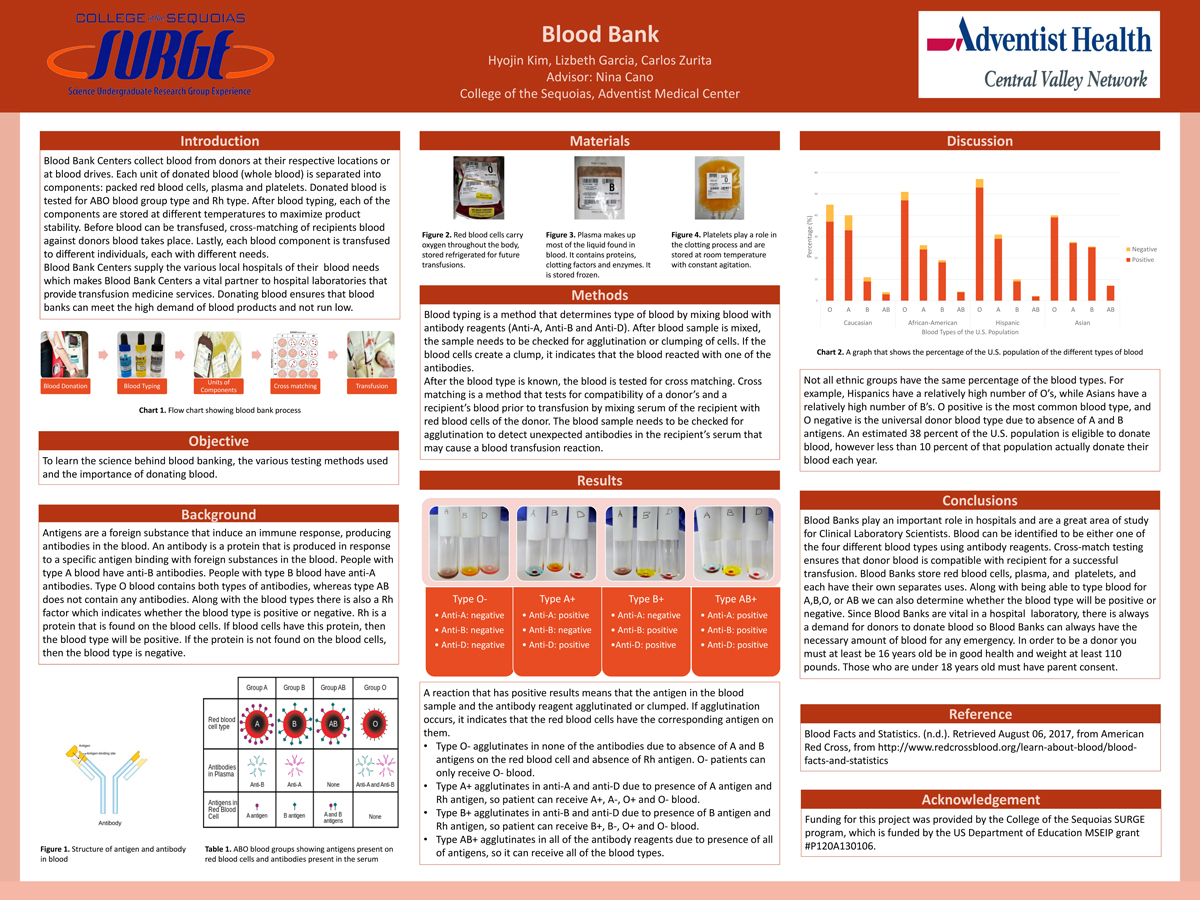 COLLEGE of the SEQUOIAS
SURGE
Science Undergraduate Research Group Experience
Blood Bank
Hyojin Kim, Lizbeth Garcia, Carlos Zurita
Advisor: Nina Cano
College of the Sequoias, Adventist Medical Center
Adventist Health
Central Valley Network
Introduction
Blood Bank Centers collect blood from donors at their respective locations or
at blood drives. Each unit of donated blood (whole blood) is separated into
components: packed red blood cells, plasma and platelets. Donated blood is
tested for ABO blood group type and Rh type. After blood typing, each of the
components are stored at different temperatures to maximize product
stability. Before blood can be transfused, cross-matching of recipients blood
against donors blood takes place. Lastly, each blood component is transfused
to different individuals, each with different needs.
Blood Bank Centers supply the various local hospitals of their blood needs
which makes Blood Bank Centers a vital partner to hospital laboratories that
provide transfusion medicine services. Donating blood ensures that blood
banks can meet the high demand of blood products and not run low.
Blood Donation
Blood Typing
Units of
Components
Cross matching
Transfusion
Chart 1. Flow chart showing blood bank process
Objective
To learn the science behind blood banking, the various testing methods used
and the importance of donating blood.
Background
Antigens are a foreign substance that induce an immune response, producing
antibodies in the blood. An antibody is a protein that is produced in response
to a specific antigen binding with foreign substances in the blood. People with
type A blood have anti-B antibodies. People with type B blood have anti-A
antibodies. Type O blood contains both types of antibodies, whereas type AB
does not contain any antibodies. Along with the blood types there is also a Rh
factor which indicates whether the blood type is positive or negative. Rh is a
protein that is found on the blood cells. If blood cells have this protein, then
the blood type will be positive. If the protein is not found on the blood cells,
then the blood type is negative.
Antigen
Antigen-binding site
Antibody
Figure 1. Structure of antigen and antibody
in blood
Group A Group B Group AB Group O
Red blood
cell type
A B AB O
Antibodies
in Plasma
Anti-B Anti-A None Anti-A and Anti-B
Antigens in
Red Blood
Cell
A antigen B antigen A and B
antigens
None
Table 1. ABO blood groups showing antigens present on
red blood cells and antibodies present in the serum
Materials
O
B
Figure 2. Red blood cells carry
oxygen throughout the body,
stored refrigerated for future
transfusions.
Figure 3. Plasma makes up
most of the liquid found in
blood. It contains proteins,
clotting factors and enzymes. It
is stored frozen.
Figure 4. Platelets play a role in
the clotting process and are
stored at room temperature
with constant agitation.
Methods
Blood typing is a method that determines type of blood by mixing blood with
antibody reagents (Anti-A, Anti-B and Anti-D). After blood sample is mixed,
the sample needs to be checked for agglutination or clumping of cells. If the
blood cells create a clump, it indicates that the blood reacted with one of the
antibodies.
After the blood type is known, the blood is tested for cross matching. Cross
matching is a method that tests for compatibility of a donor's and a
recipient's blood prior to transfusion by mixing serum of the recipient with
red blood cells of the donor. The blood sample needs to be checked for
agglutination to detect unexpected antibodies in the recipient's serum that
may cause a blood transfusion reaction.
Results
A B D
A B D
A B D
A B D
Type O-
• Anti-A: negative
• Anti-B: negative
• Anti-D: negative
Type A+
• Anti-A: positive
• Anti-B: negative
• Anti-D: positive
Type B+
• Anti-A: negative
• Anti-B: positive
•Anti-D: positive
Type AB+
• Anti-A: positive
• Anti-B: positive
• Anti-D: positive
A reaction that has positive results means that the antigen in the blood
sample and the antibody reagent agglutinated or clumped. If agglutination
occurs, it indicates that the red blood cells have the corresponding antigen on
them.
• Type O- agglutinates in none of the antibodies due to absence of A and B
antigens on the red blood cell and absence of Rh antigen. O- patients can
only receive O- blood.
• Type A+ agglutinates in anti-A and anti-D due to presence of A antigen and
Rh antigen, so patient can receive A+, A-, O+ and O- blood.
• Type B+ agglutinates in anti-B and anti-D due to presence of B antigen and
Rh antigen, so patient can receive B+, B-, O+ and O- blood.
• Type AB+ agglutinates in all of the antibody reagents due to presence of all
of antigens, so it can receive all of the blood types.
Discussion
Percentage (%)
O A B AB O A B AB O A B AB O A B AB
Caucasian African-American Hispanic Asian
Blood Types of the U.S. Population
Negative
Positive
Chart 2. A graph that shows the percentage of the U.S. population of the different types of blood
Not all ethnic groups have the same percentage of the blood types. For
example, Hispanics have a relatively high number of O's, while Asians have a
relatively high number of B's. O positive is the most common blood type, and
O negative is the universal donor blood type due to absence of A and B
antigens. An estimated 38 percent of the U.S. population is eligible to donate
blood, however less than 10 percent of that population actually donate their
blood each year.
Conclusions
Blood Banks play an important role in hospitals and are a great area of study
for Clinical Laboratory Scientists. Blood can be identified to be either one of
the four different blood types using antibody reagents. Cross-match testing
ensures that donor blood is compatible with recipient for a successful
transfusion. Blood Banks store red blood cells, plasma, and platelets, and
each have their own separates uses. Along with being able to type blood for
A,B,O, or AB we can also determine whether the blood type will be positive or
negative. Since Blood Banks are vital in a hospital laboratory, there is always
a demand for donors to donate blood so Blood Banks can always have the
necessary amount of blood for any emergency. In order to be a donor you
must at least be 16 years old be in good health and weight at least 110
pounds. Those who are under 18 years old must have parent consent.
Reference
Blood Facts and Statistics. (n.d.). Retrieved August 06, 2017, from American
Red Cross, from http://www.redcrossblood.org/learn-about-blood/blood-
facts-and-statistics
Acknowledgement
Funding for this project was provided by the College of the Sequoias SURGE
program, which is funded by the US Department of Education MSEIP grant
#P120A130106.